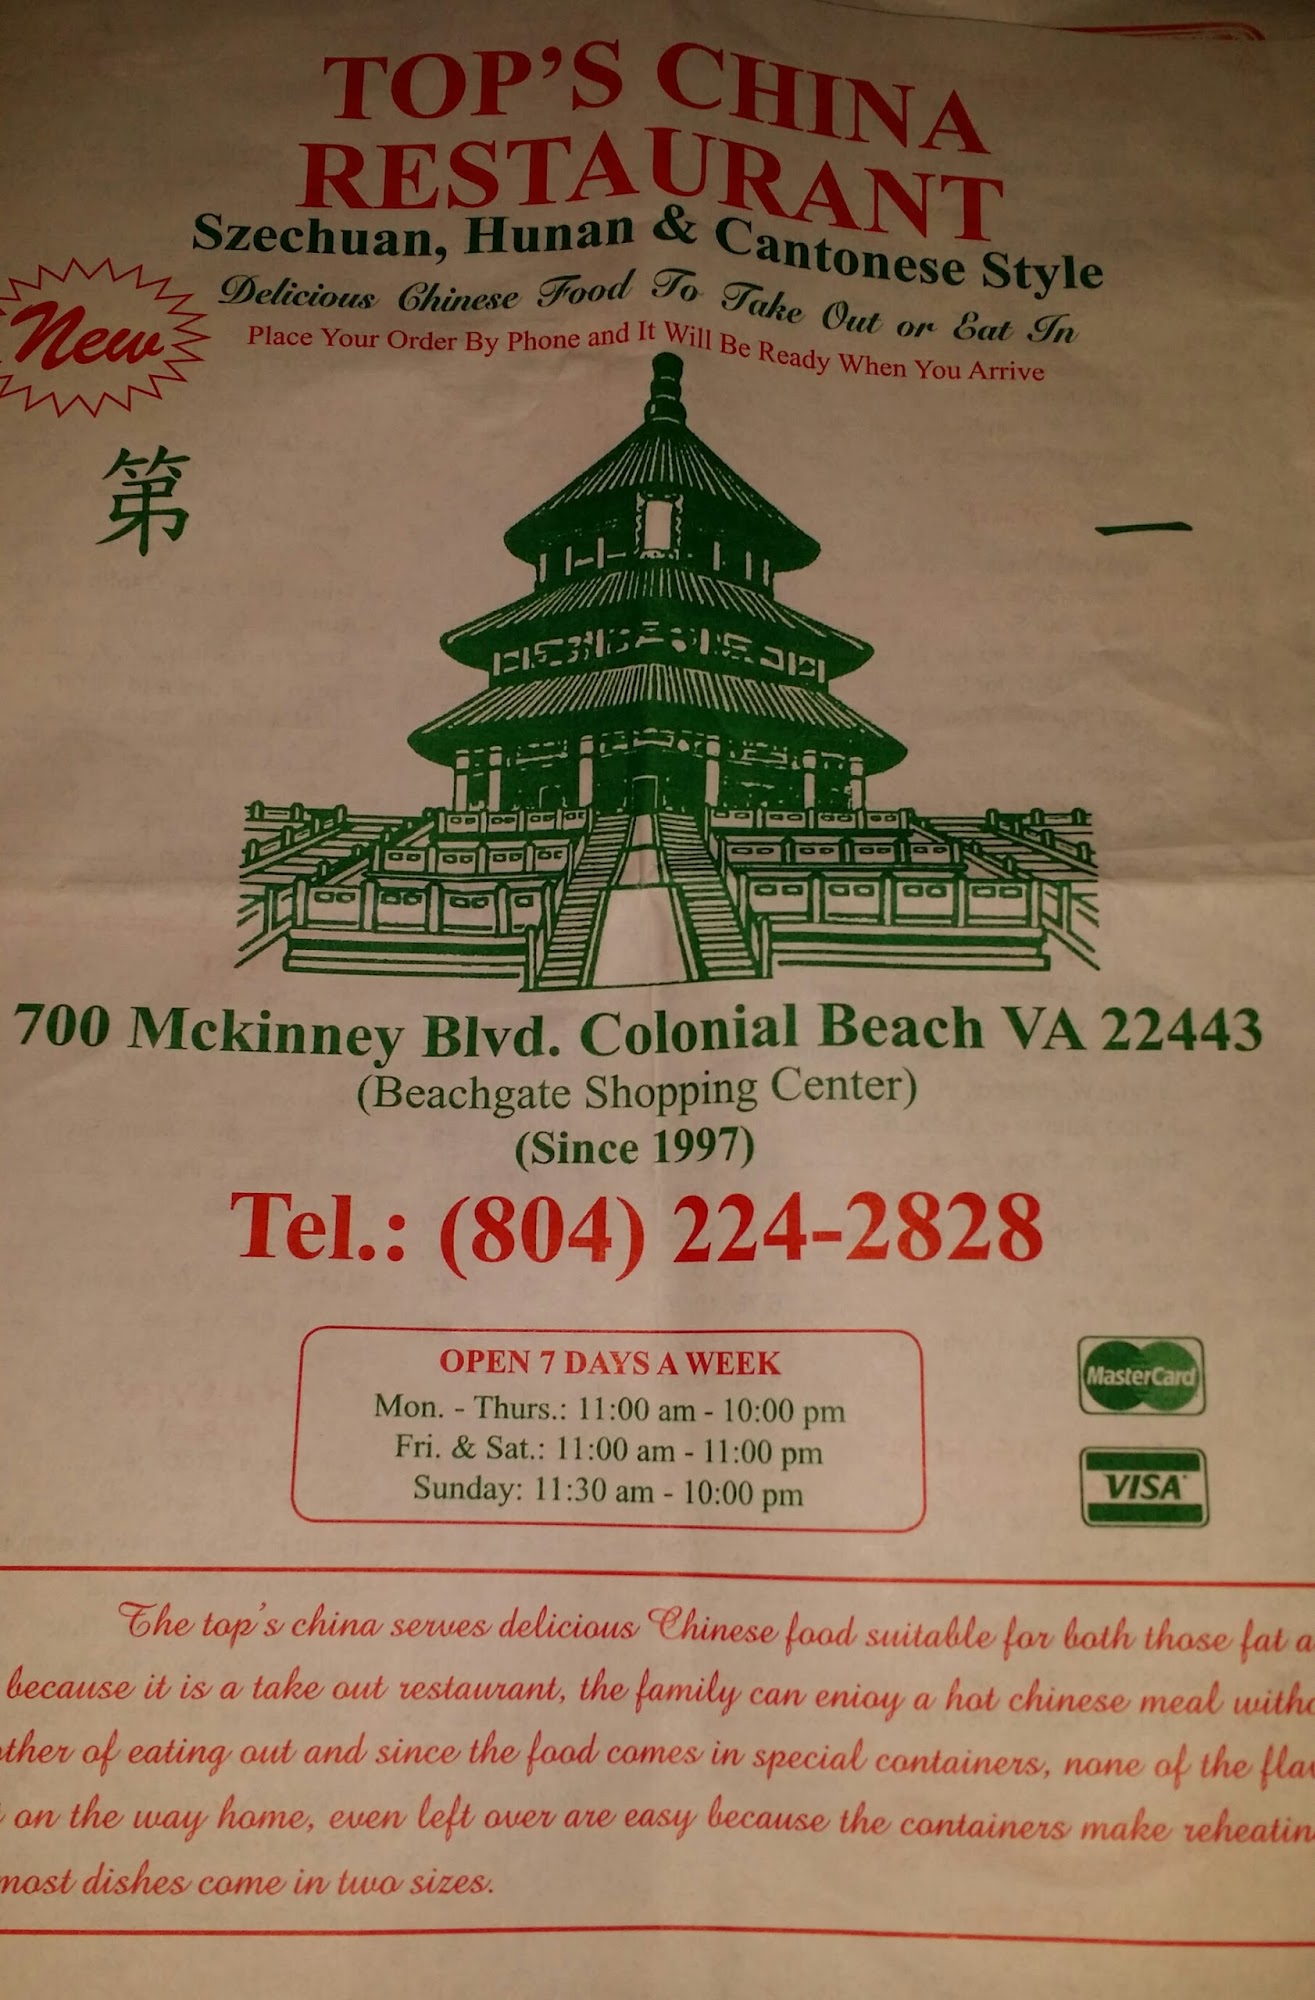 TOP'S CHINA
RESTAURANT
Szechuan, Hunan & Cantonese Style
Delicious Chinese Food To Take Out or Eat In
Place Your Order By Phone and It Will Be Ready When You Arrive
New
第 一
700 Mckinney Blvd. Colonial Beach VA 22443
(Beachgate Shopping Center)
(Since 1997)
Tel.: (804) 224-2828
OPEN 7 DAYS A WEEK
Mon. - Thurs.: 11:00 am - 10:00 pm
Fri. & Sat.: 11:00 am - 11:00 pm
Sunday: 11:30 am - 10:00 pm
MasterCard
VISA
The top's china serves delicious Chinese food suitable for both those fat
because it is a take out restaurant, the family can enioy a hot chinese meal
of eating out and since the food comes in special containers, none of the
on the way home, even left over are easy because the containers make
most dishes come in two sizes.